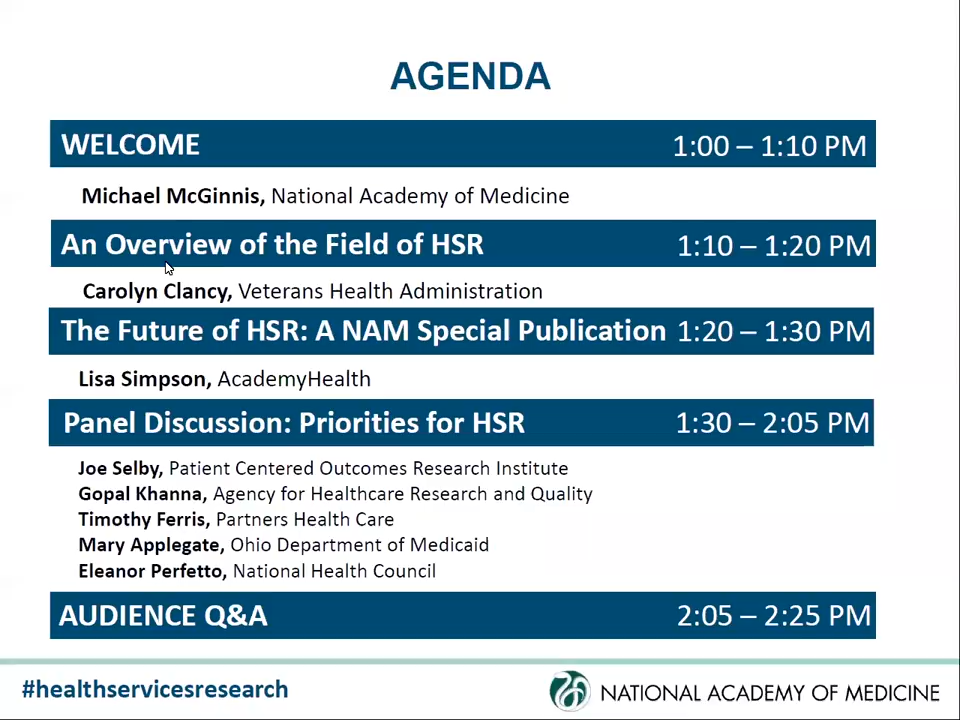 AGENDA
WELCOME 1:00 – 1:10 PM
Michael McGinnis, National Academy of Medicine
An Overview of the Field of HSR 1:10 – 1:20 PM
Carolyn Clancy, Veterans Health Administration
The Future of HSR: A NAM Special Publication 1:20 – 1:30 PM
Lisa Simpson, AcademyHealth
Panel Discussion: Priorities for HSR 1:30 – 2:05 PM
Joe Selby, Patient Centered Outcomes Research Institute
Gopal Khanna, Agency for Healthcare Research and Quality
Timothy Ferris, Partners Health Care
Mary Applegate, Ohio Department of Medicaid
Eleanor Perfetto, National Health Council
AUDIENCE Q&A 2:05 – 2:25 PM
#healthservicesresearch NATIONAL ACADEMY OF MEDICINE